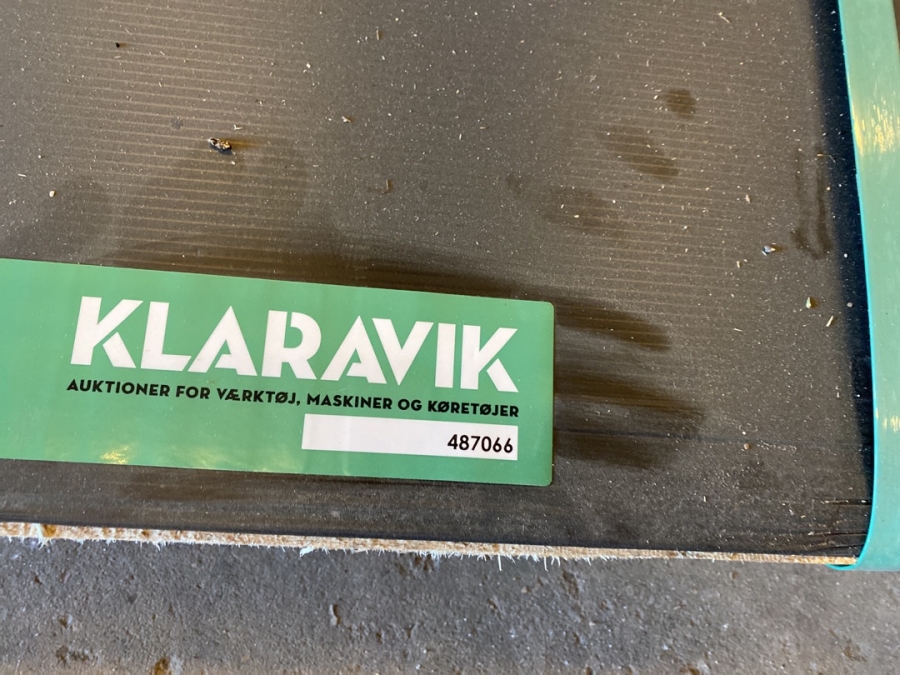 KLARAVIK
AUKTIONER FOR VÆRKTØJ, MASKINER OG KØRETØJER
487066